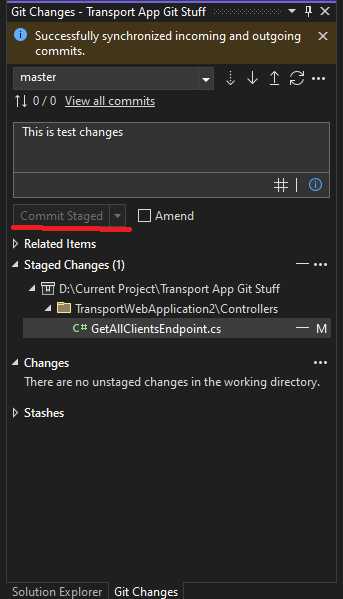 Git Changes - Transport App Git Stuff
Successfully synchronized incoming and outgoing
commits.
master
0 / 0 View all commits
This is test changes
Commit Staged
Amend
Related Items
Staged Changes (1)
D:\Current Project\Transport App Git Stuff
TransportWebApplication2\Controllers
C# GetAllClientsEndpoint.cs M
Changes
There are no unstaged changes in the working directory.
Stashes
Solution Explorer Git Changes